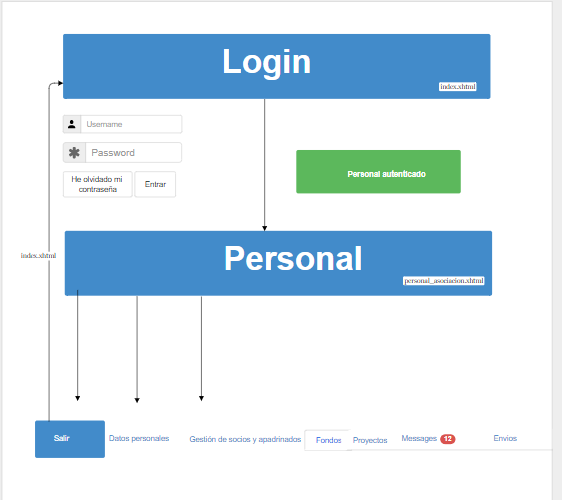 Login
index.xhtml
Username
Password
He olvidado mi
contraseña
Entrar
Personal autenticado
Personal
index.xhtml
personal_asociacion.xhtml
Salir
Datos personales
Gestión de socios y apadrinados
Fondos
Proyectos
Messages 12
Envios